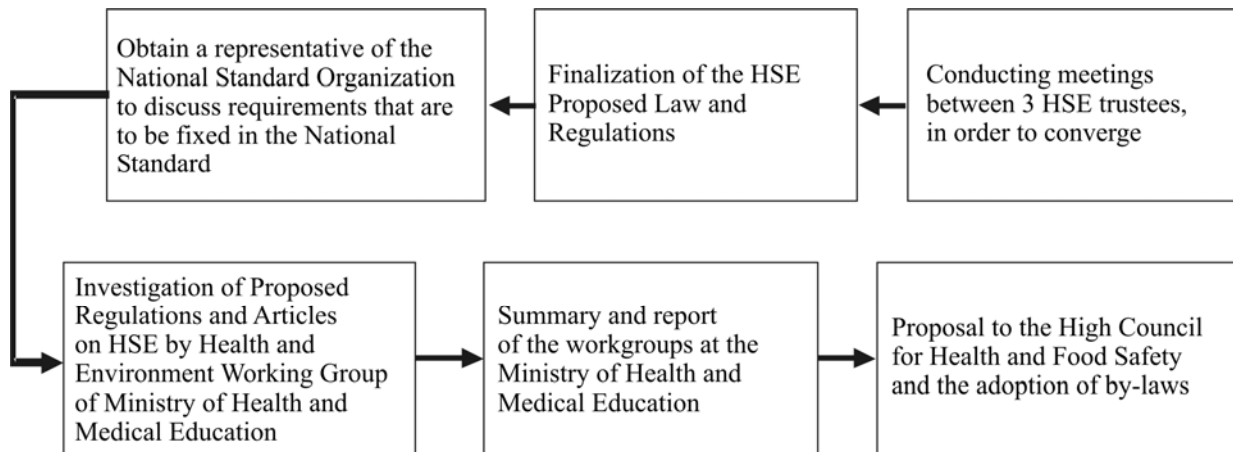 Obtain a representative of the
National Standard Organization
to discuss requirements that are
to be fixed in the National
Standard
Finalization of the HSE
Proposed Law and
Regulations
Conducting meetings
between 3 HSE trustees,
in order to converge
Investigation of Proposed
Regulations and Articles
on HSE by Health and
Environment Working Group
of Ministry of Health and
Medical Education
Summary and report
of the workgroups at the
Ministry of Health and
Medical Education
Proposal to the High Council
for Health and Food Safety
and the adoption of by-laws